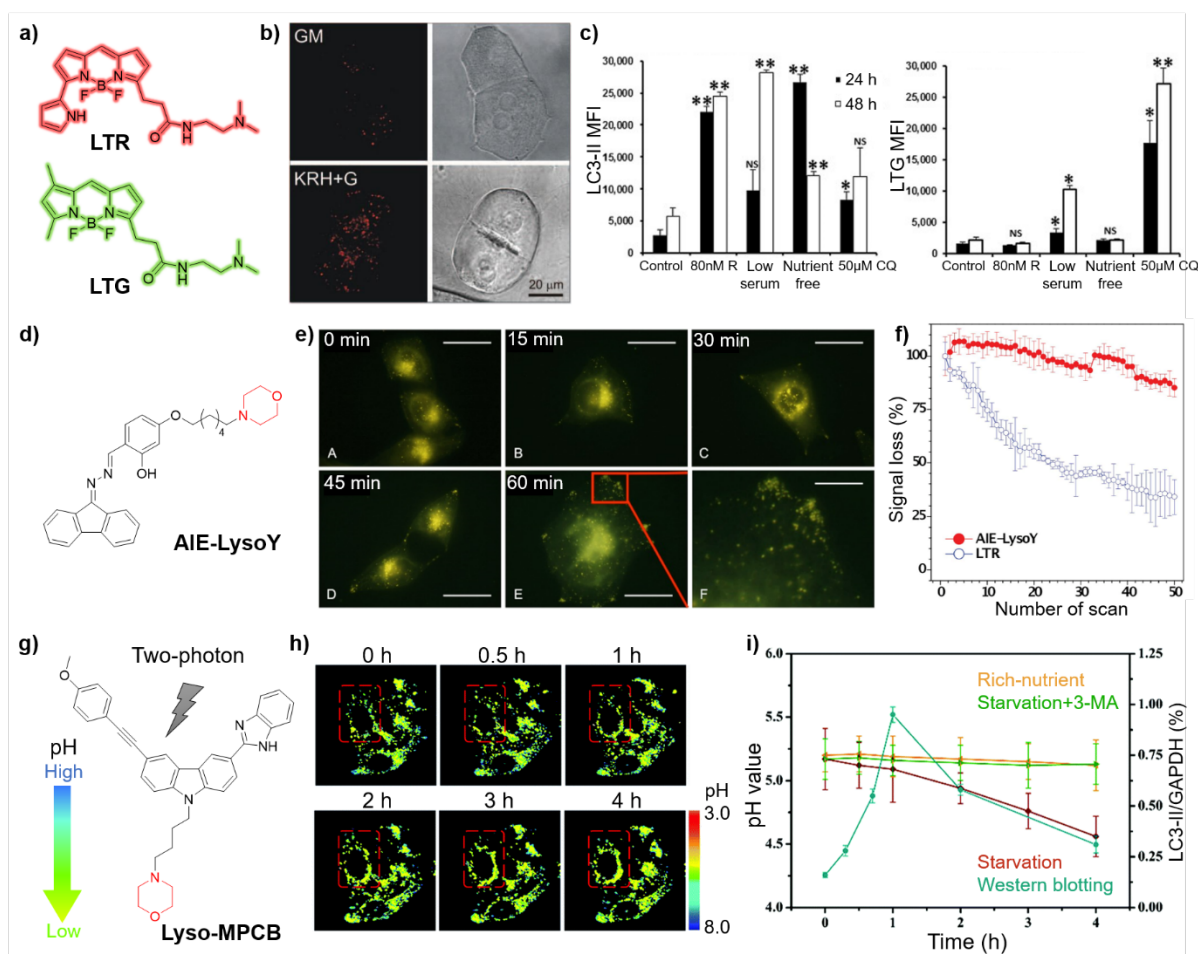 a)
N
N
B
F
F
NH
O
N
H
N
LTR
N
N
B
F
F
O
N
H
N
LTG
b)
GM
KRH+G
20 μm
c)
30,000
25,000
20,000
15,000
10,000
5,000
0
LC3-II MFI
** ** NS ** ** ** * NS
24 h
48 h
Control 80nM R Low serum Nutrient free 50μM CQ
30,000
25,000
20,000
15,000
10,000
5,000
0
LTG MFI
NS * * NS * **
Control 80nM R Low serum Nutrient free 50μM CQ
d)
O
N
O
4
OH
N
N
AIE-LysoY
e)
0 min
15 min
30 min
A
B
C
45 min
60 min
D
E
F
f)
100
75
50
25
0
Signal loss (%)
AIE-LysoY
LTR
0 10 20 30 40 50
Number of scan
g)
Two-photon
O
N
NH
N
N
O
pH
High
Low
Lyso-MPCB
h)
0 h
0.5 h
1 h
2 h
3 h
4 h
pH
3.0
8.0
i)
6.0
5.5
5.0
4.5
4.0
pH value
Rich-nutrient
Starvation+3-MA
Starvation
Western blotting
1.25
1.00
0.75
0.50
0.25
0.00
LC3-II/GAPDH (%)
0 1 2 3 4
Time (h)